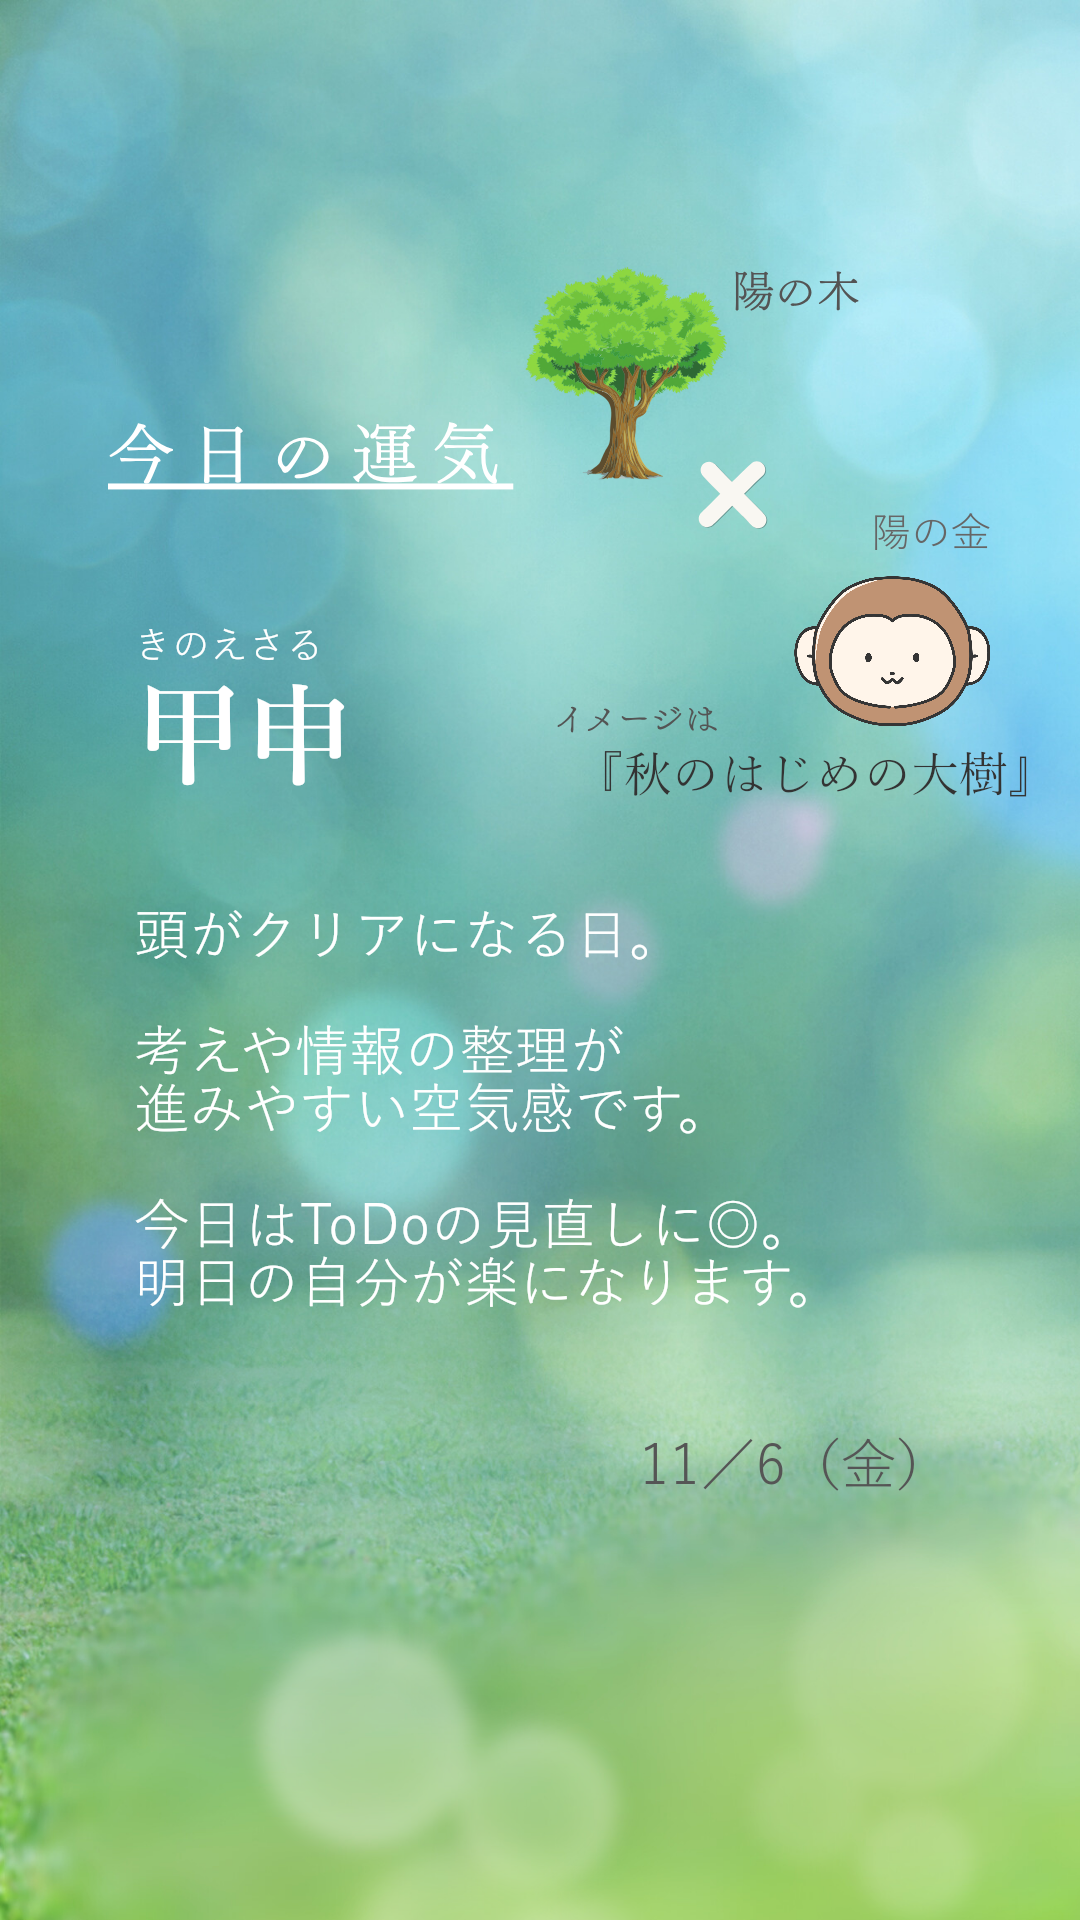 陽の木
今日の運気
陽の金
きのえさる
甲申
イメージは
『秋のはじめの大樹』
頭がクリアになる日。
考えや情報の整理が
進みやすい空気感です。
今日はToDoの見直しに◎。
明日の自分が楽になります。
11／6（金）